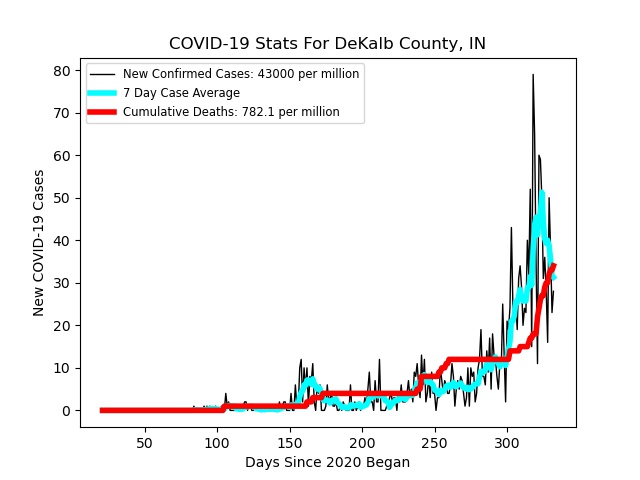 COVID-19 Stats For DeKalb County, IN
New Confirmed Cases: 43000 per million
7 Day Case Average
Cumulative Deaths: 782.1 per million
New COVID-19 Cases
80
70
60
50
40
30
20
10
0
50 100 150 200 250 300
Days Since 2020 Began